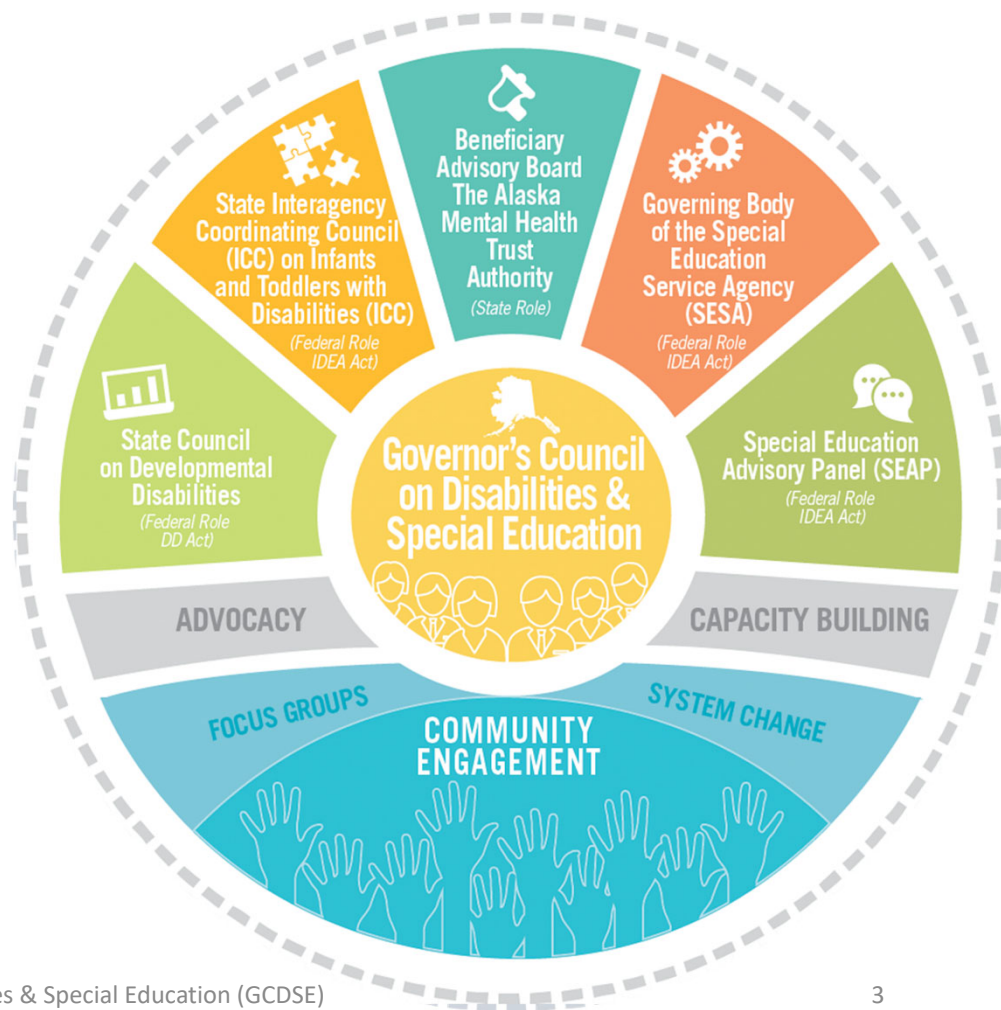 Beneficiary
Advisory Board
The Alaska
Mental Health
Trust
Authority
(State Role)
State Interagency
Coordinating Council
(ICC) on Infants
and Toddlers with
Disabilities (ICC)
(Federal Role
IDEA Act)
Governing Body
of the Special
Education
Service Agency
(SESA)
(Federal Role
IDEA Act)
State Council
on Developmental
Disabilities
(Federal Role
DD Act)
Special Education
Advisory Panel (SEAP)
(Federal Role
IDEA Act)
Governor's Council
on Disabilities &
Special Education
ADVOCACY
CAPACITY BUILDING
FOCUS GROUPS
SYSTEM CHANGE
COMMUNITY
ENGAGEMENT
es & Special Education (GCDSE)
3